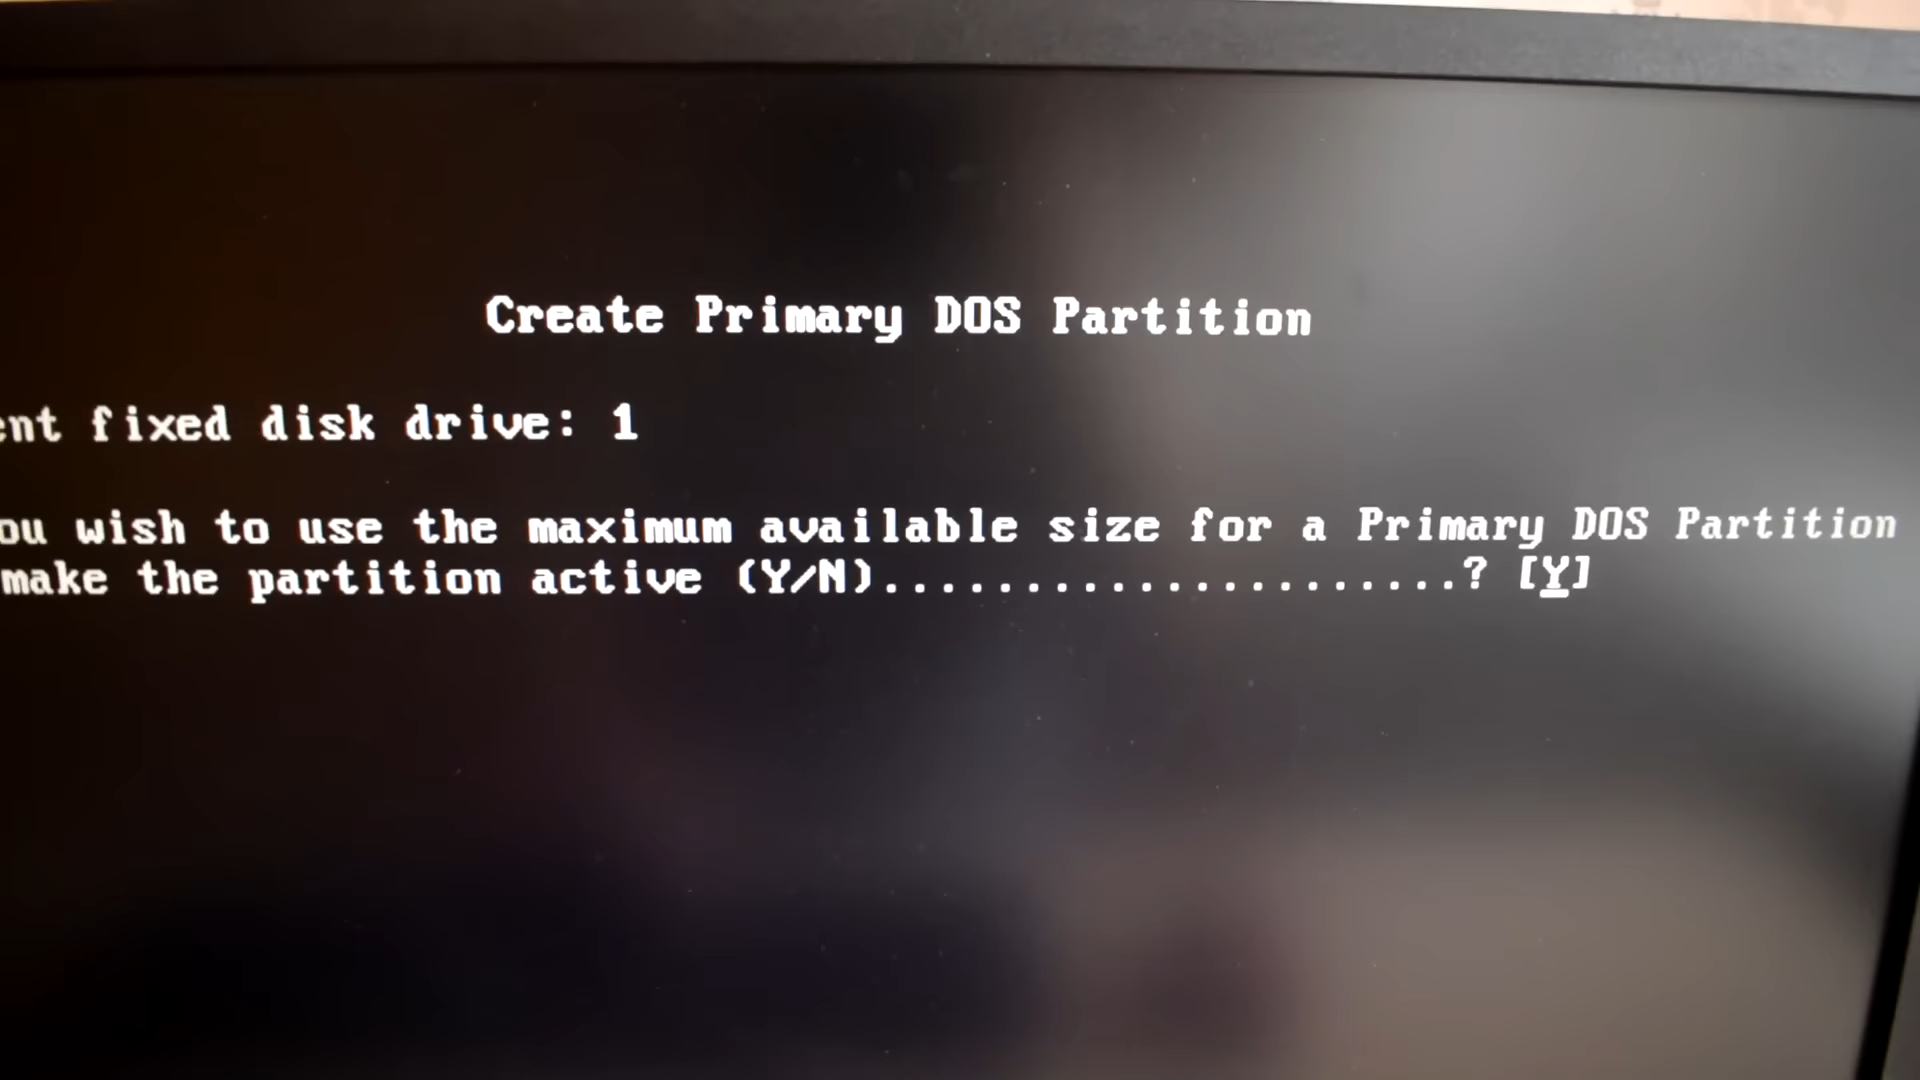 Create Primary DOS Partition
ent fixed disk drive: 1
ou wish to use the maximum available size for a Primary DOS Partition
make the partition active (Y/N).....................? [Y]